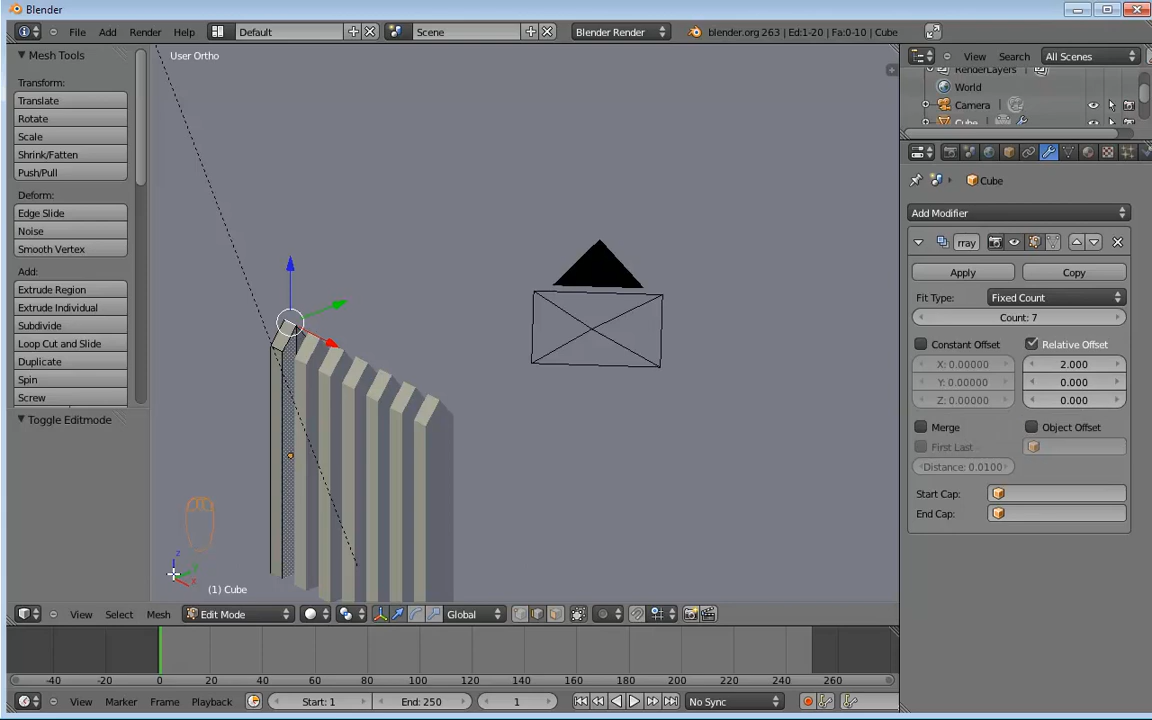 Blender
File Add Render Help Default Scene Blender Render blender.org 263 | Ed:1-20 | Fa:0-10 | Cube
Mesh Tools
User Ortho
View Search All Scenes
RenderLayers
World
Camera
Cube
Transform:
Translate
Rotate
Scale
Shrink/Fatten
Push/Pull
Deform:
Edge Slide
Noise
Smooth Vertex
Add:
Extrude Region
Extrude Individual
Subdivide
Loop Cut and Slide
Duplicate
Spin
Screw
Toggle Editmode
z
y
x
(1) Cube
Cube
Add Modifier
rray
Apply Copy
Fit Type: Fixed Count
Count: 7
Constant Offset Relative Offset
X: 0.00000 2.000
Y: 0.00000 0.000
Z: 0.00000 0.000
Merge Object Offset
First Last
Distance: 0.0100
Start Cap:
End Cap:
View Select Mesh Edit Mode Global
-40 -20 0 20 40 60 80 100 120 140 160 180 200 220 240 260 280
View Marker Frame Playback Start: 1 End: 250 1 No Sync